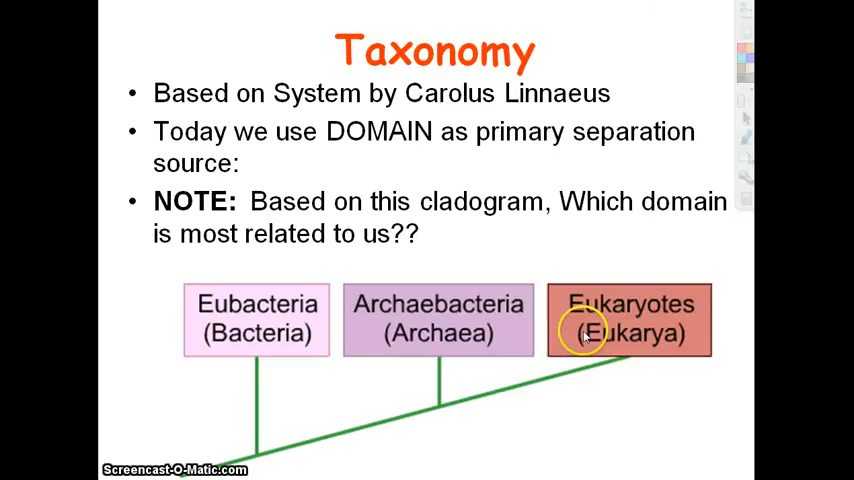 Taxonomy
• Based on System by Carolus Linnaeus
• Today we use DOMAIN as primary separation
source:
• NOTE: Based on this cladogram, Which domain
is most related to us??
Eubacteria
(Bacteria)
Archaebacteria
(Archaea)
Eukaryotes
(Eukarya)
Screencast-O-Matic.com